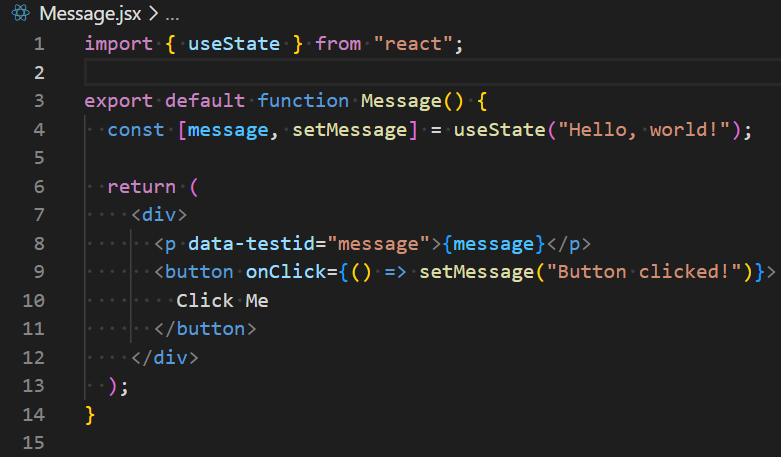 Message.jsx > ...
1 import { useState } from "react";
2
3 export default function Message() {
4   const [message, setMessage] = useState("Hello, world!");
5
6   return (
7     <div>
8       <p data-testid="message">{message}</p>
9       <button onClick={() => setMessage("Button clicked!")}>
10         Click Me
11       </button>
12     </div>
13   );
14 }
15